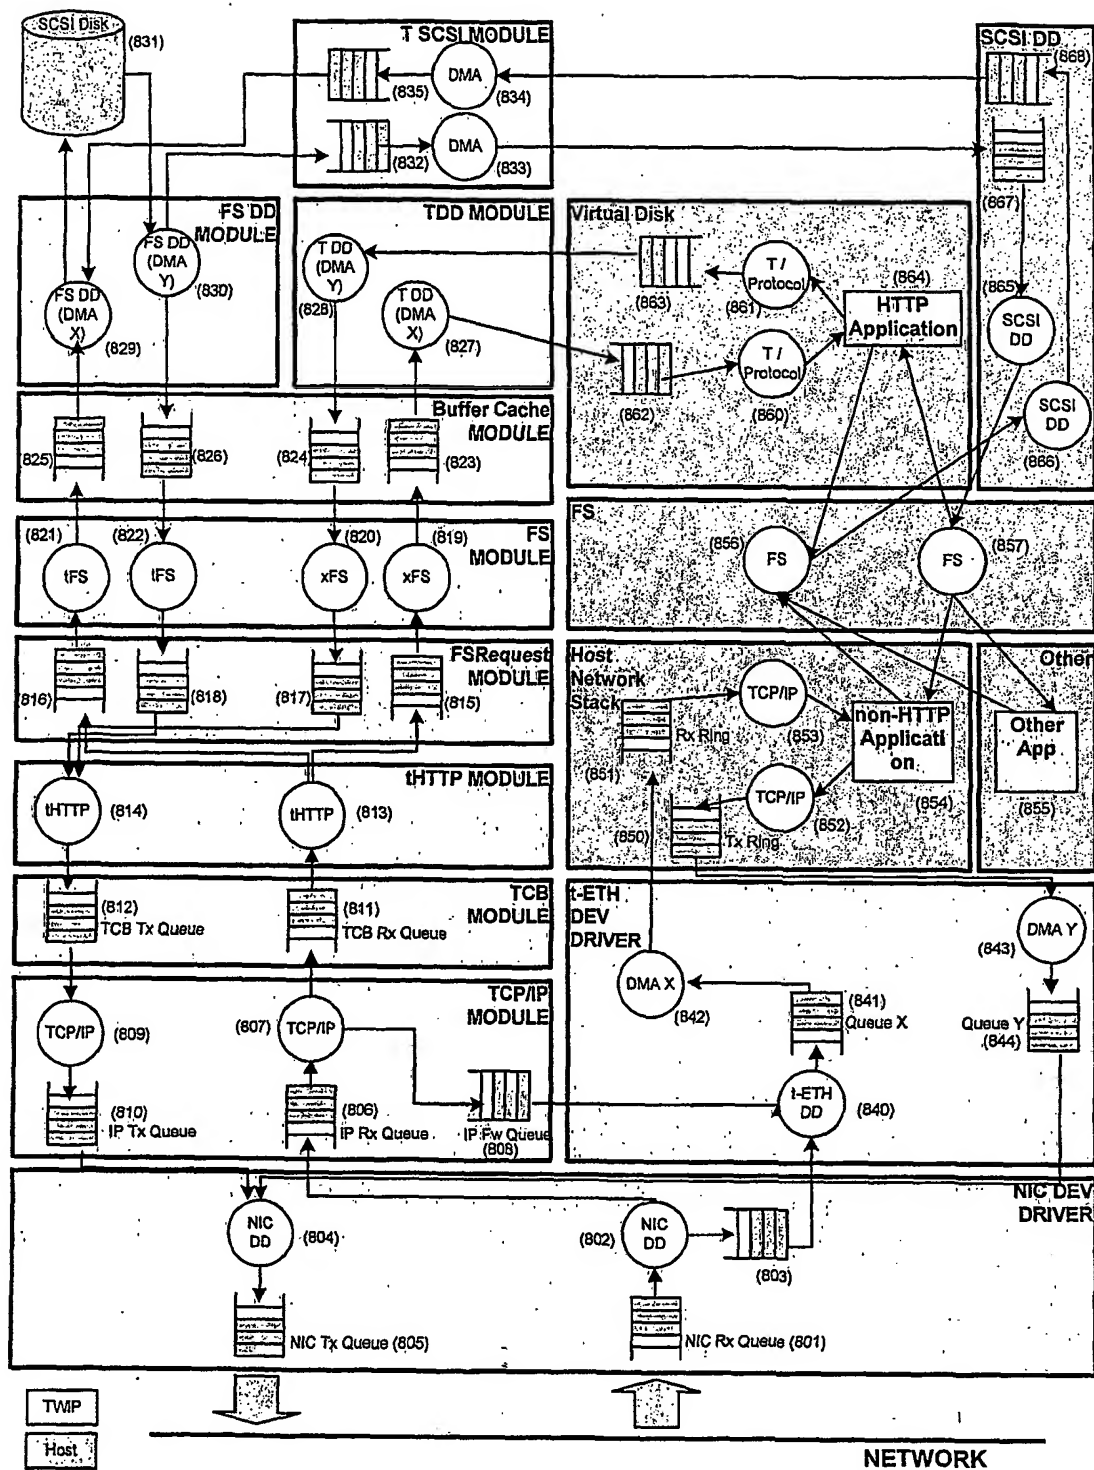 SCSI Disk
(831)
T SCSI MODULE
DMA
(835)
(834)
(832)
DMA
(833)
SCSI DD
(868)
(867)
(865)
SCSI
DD
SCSI
DD
(866)
FS DD
MODULE
FS DD
(DMA
Y)
(830)
FS DD
(DMA
X)
(829)
TDD MODULE
T DD
(DMA
Y)
(828)
T DD
(DMA
X)
(827)
Virtual Disk
(863)
T /
Protocol
(861)
(864)
HTTP
Application
(862)
T /
Protocol
(860)
Buffer Cache
MODULE
(825)
(826)
(824)
(823)
FS
MODULE
(821)
(822)
(820)
(819)
tFS
tFS
xFS
xFS
FS
(856)
FS
FS
(857)
FSRequest
MODULE
(816)
(818)
(817)
(815)
Host
Network
Stack
TCP/IP
(853)
Rx Ring
(851)
non-HTTP
Applicati
on
(854)
TCP/IP
(852)
(850)
Tx Ring
Other
Other
App
(855)
tHTTP MODULE
tHTTP
(814)
tHTTP
(813)
TCB
MODULE
(812)
TCB Tx Queue
(811)
TCB Rx Queue
t-ETH
DEV
DRIVER
DMA Y
(843)
DMA X
(842)
(841)
Queue X
Queue Y
(844)
t-ETH
DD
(840)
TCP/IP
MODULE
TCP/IP
(809)
(807)
TCP/IP
(810)
IP Tx Queue
(806)
IP Rx Queue
IP Fw Queue
(808)
NIC DEV
DRIVER
NIC
DD
(804)
(802)
NIC
DD
(803)
NIC Tx Queue (805)
NIC Rx Queue (801)
TWIP
Host
NETWORK